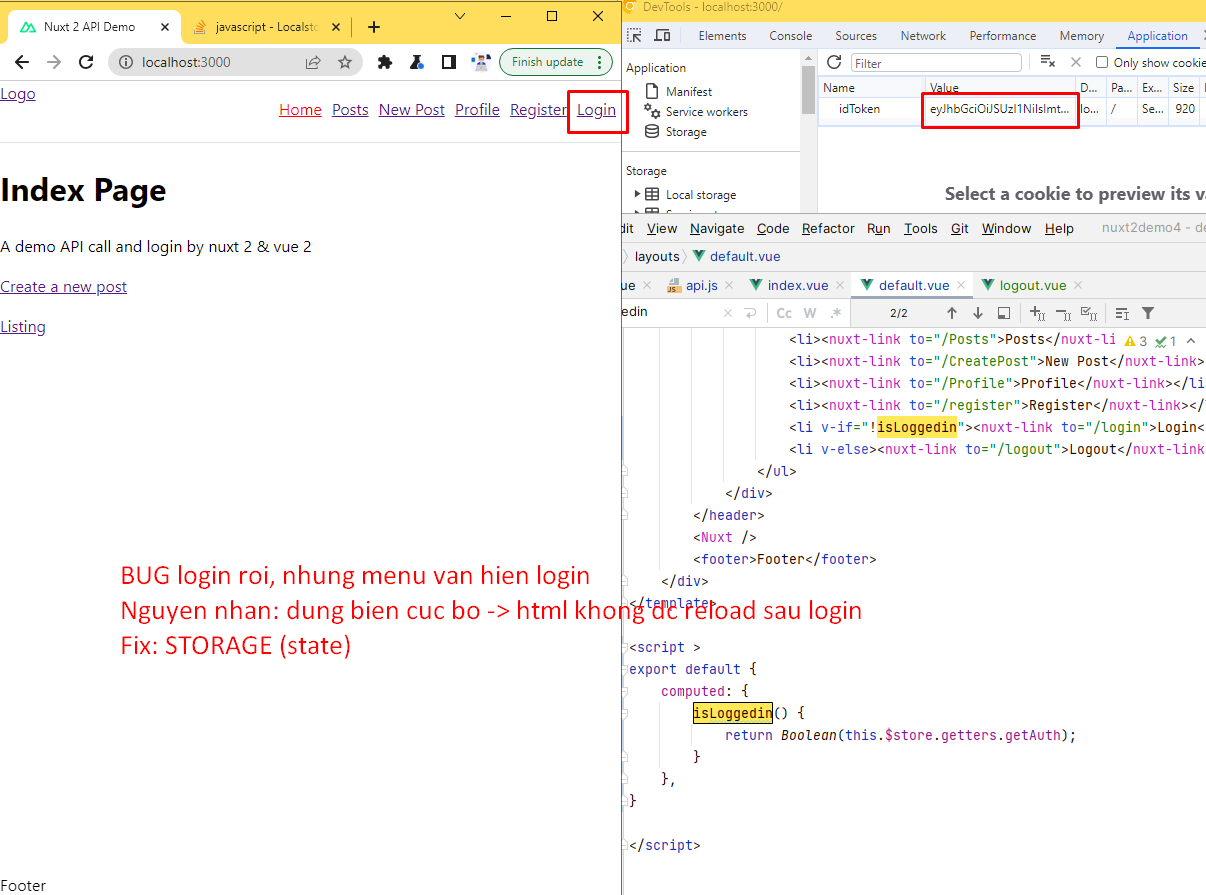 Nuxt 2 API Demo
javascript - Localsto
localhost:3000
Finish update
Logo
Home Posts New Post Profile Register Login
Index Page
A demo API call and login by nuxt 2 & vue 2
Create a new post
Listing
BUG login roi, nhung menu van hien login
Nguyen nhan: dung bien cuc bo -> html khong dc reload sau login
Fix: STORAGE (state)
Footer
DevTools - localhost:3000/
Elements Console Sources Network Performance Memory Application
Application
Manifest
Service workers
Storage
Storage
Local storage
Filter
Only show cookie
Name Value D... Pa... Ex... Size
idToken eyJhbGciOiJSUzI1NiIsImt... lo... / Se... 920
Select a cookie to preview its va
dit View Navigate Code Refactor Run Tools Git Window Help nuxt2demo4 - de
layouts default.vue
ue api.js index.vue default.vue logout.vue
edin Cc W .* 2/2
<li><nuxt-link to="/Posts">Posts</nuxt-li 3 1
<li><nuxt-link to="/CreatePost">New Post</nuxt-link>
<li><nuxt-link to="/Profile">Profile</nuxt-link></li
<li><nuxt-link to="/register">Register</nuxt-link></
<li v-if="!isLoggedin"><nuxt-link to="/login">Login<
<li v-else><nuxt-link to="/logout">Logout</nuxt-link
</ul>
</div>
</header>
<Nuxt />
<footer>Footer</footer>
</div>
</template>
<script >
export default {
computed: {
isLoggedin() {
return Boolean(this.$store.getters.getAuth);
}
},
}
</script>